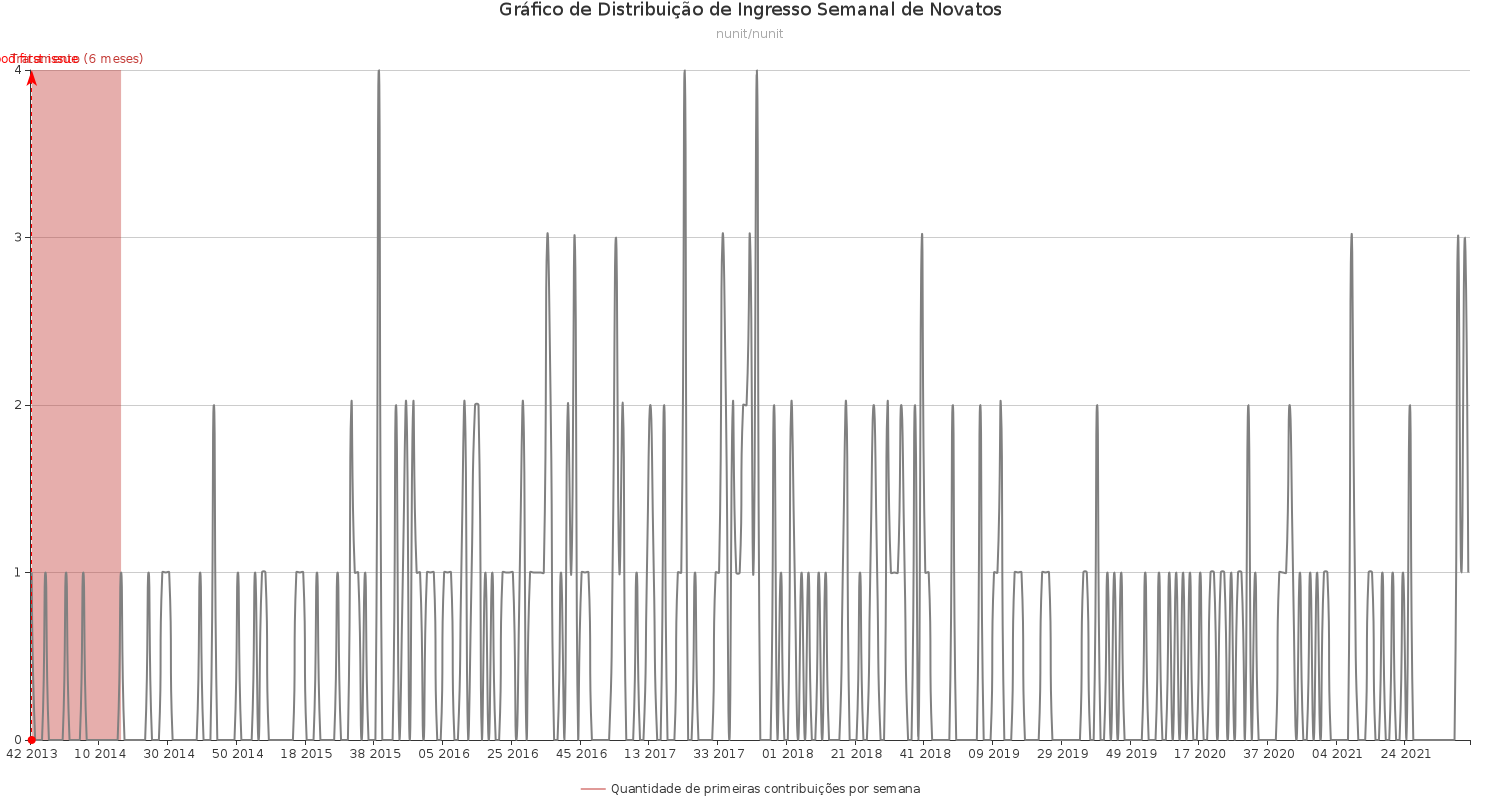 Gráfico de Distribuição de Ingresso Semanal de Novatos
nunit/nunit
(6 meses)
4
3
2
1
0
42 2013 10 2014 30 2014 50 2014 18 2015 38 2015 05 2016 25 2016 45 2016 13 2017 33 2017 01 2018 21 2018 41 2018 09 2019 29 2019 49 2019 17 2020 37 2020 04 2021 24 2021
Quantidade de primeiras contribuições por semana